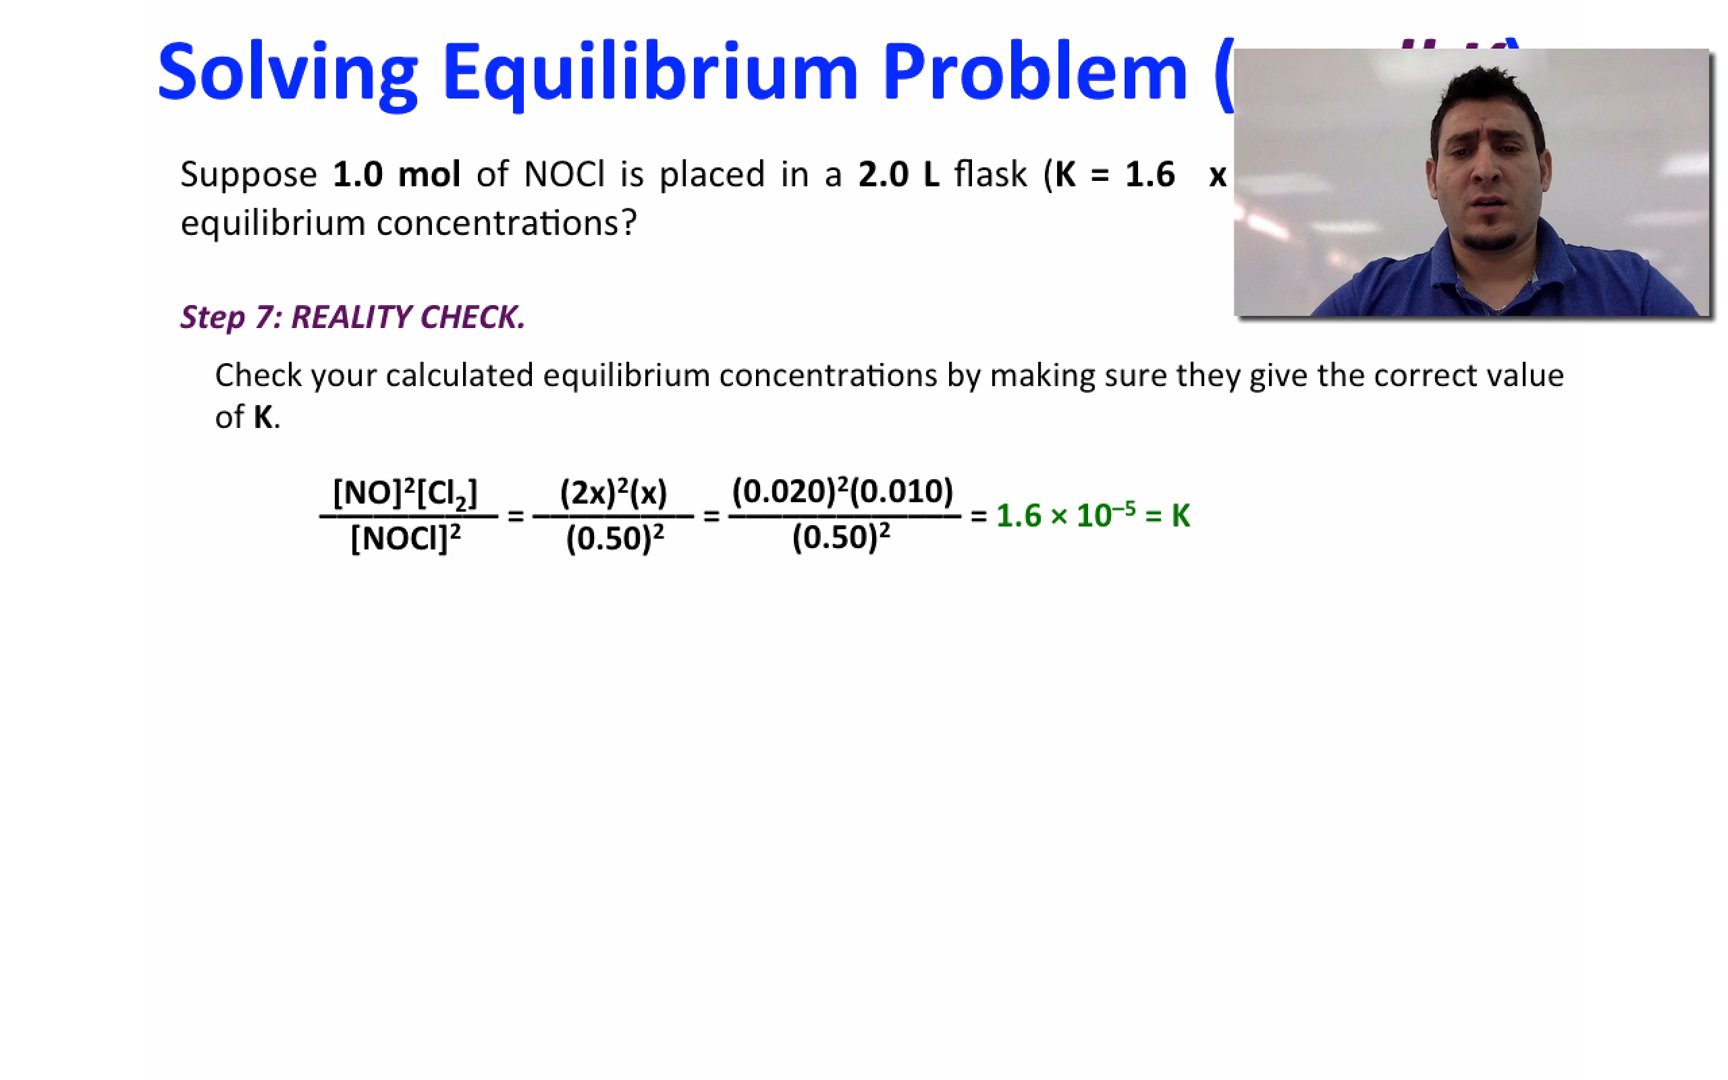 Solving Equilibrium Problem (
Suppose 1.0 mol of NOCl is placed in a 2.0 L flask (K = 1.6 x
equilibrium concentrations?
Step 7: REALITY CHECK.
Check your calculated equilibrium concentrations by making sure they give the correct value
of K.
[NO]²[Cl₂] / [NOCl]² = (2x)²(x) / (0.50)² = (0.020)²(0.010) / (0.50)² = 1.6 × 10⁻⁵ = K